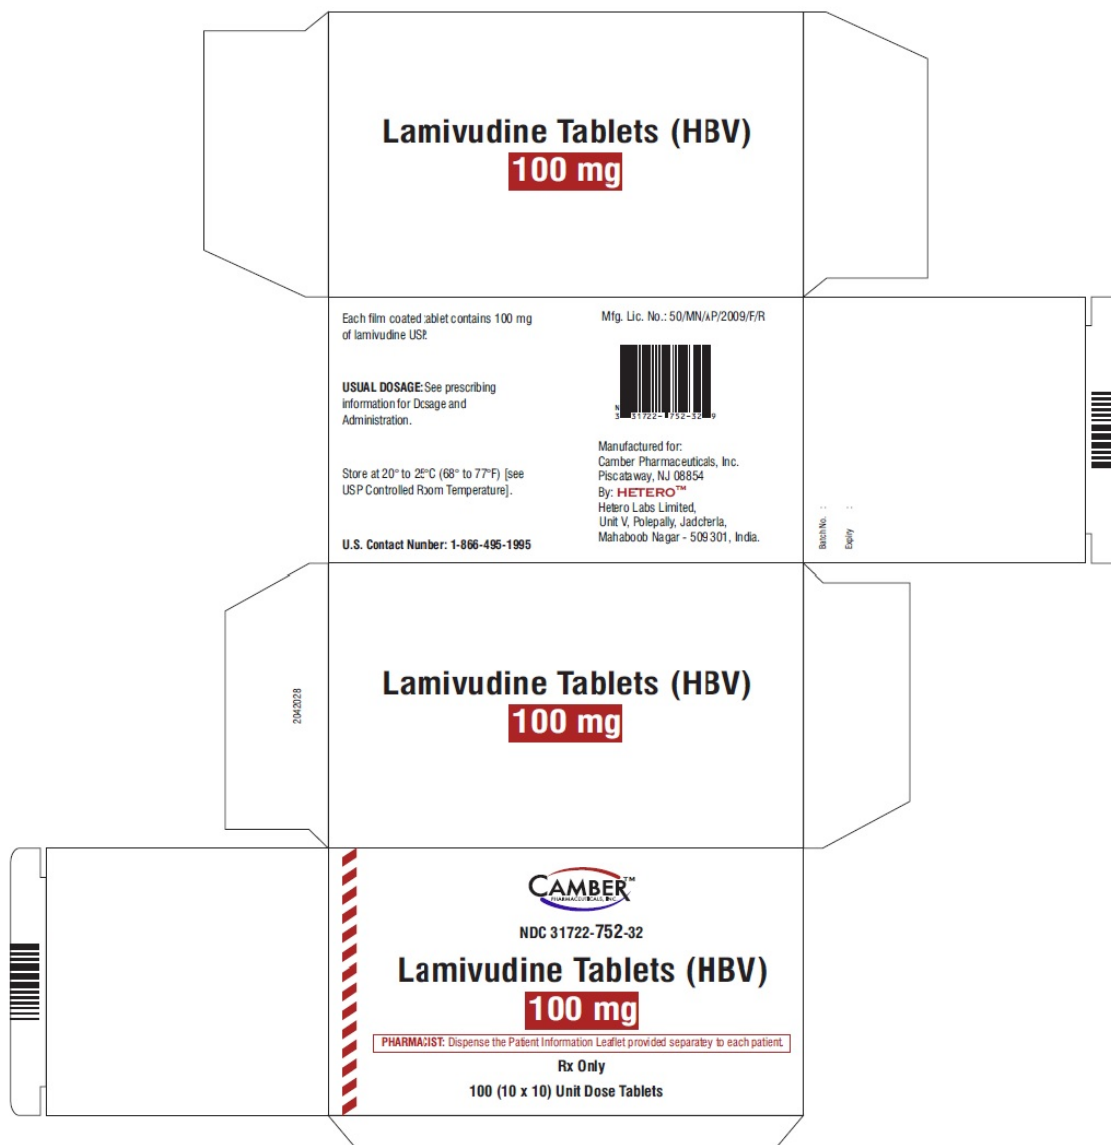 Lamivudine Tablets (HBV)
100 mg
Each film coated tablet contains 100 mg
of lamivudine USP.
USUAL DOSAGE: See prescribing
information for Dosage and
Administration.
Store at 20° to 25°C (68° to 77°F) [see
USP Controlled Room Temperature].
U.S. Contact Number: 1-866-495-1995
Mfg. Lic. No.: 50/MN/AP/2009/F/R
N
3 31722-752-32 9
Manufactured for:
Camber Pharmaceuticals, Inc.
Piscataway, NJ 08854
By: HETERO™
Hetero Labs Limited,
Unit V, Polepally, Jadcherla,
Mahaboob Nagar - 509 301, India.
Batch No. :
Expiry :
Lamivudine Tablets (HBV)
100 mg
2042028
CAMBER™
PHARMACEUTICALS, INC.
NDC 31722-752-32
Lamivudine Tablets (HBV)
100 mg
PHARMACIST: Dispense the Patient Information Leaflet provided separately to each patient.
Rx Only
100 (10 x 10) Unit Dose Tablets